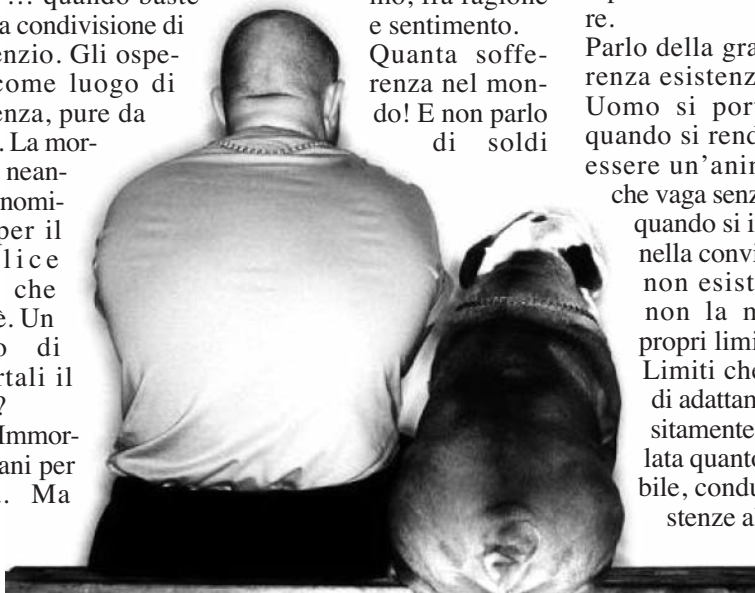 … quando baste
a condivisione di
enzio. Gli ospe-
come luogo di
enza, pure da
. La mor-
nean-
nomi-
per il
lice
che
è. Un
o di
rtali il
?
Immor-
ani per
. Ma
mo, fra ragione
e sentimento.
Quanta soffe-
renza nel mon-
do! E non parlo
di soldi
re.
Parlo della gra
renza esistenz
Uomo si por
quando si rend
essere un’anim
che vaga senz
quando si i
nella convi
non esist
non la m
propri limi
Limiti che
di adattan
sitamente
lata quanto
bile, condu
stenze al